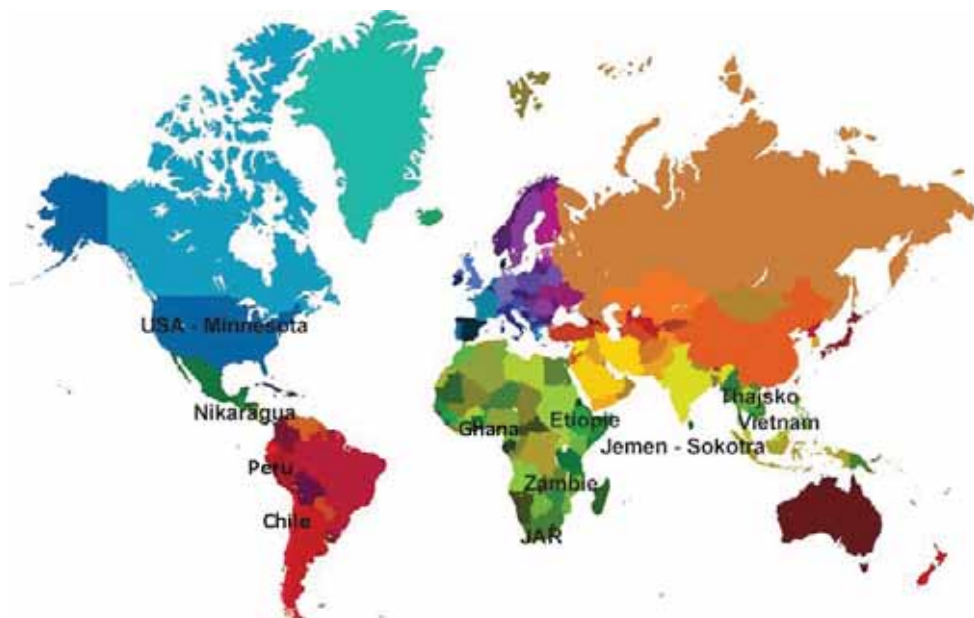 USA - Minnesota
Thajsko
Nikaragua
Etiopie
Vietnam
Ghana
Jemen - Sokotra
Peru
Zambie
Chile
JAR